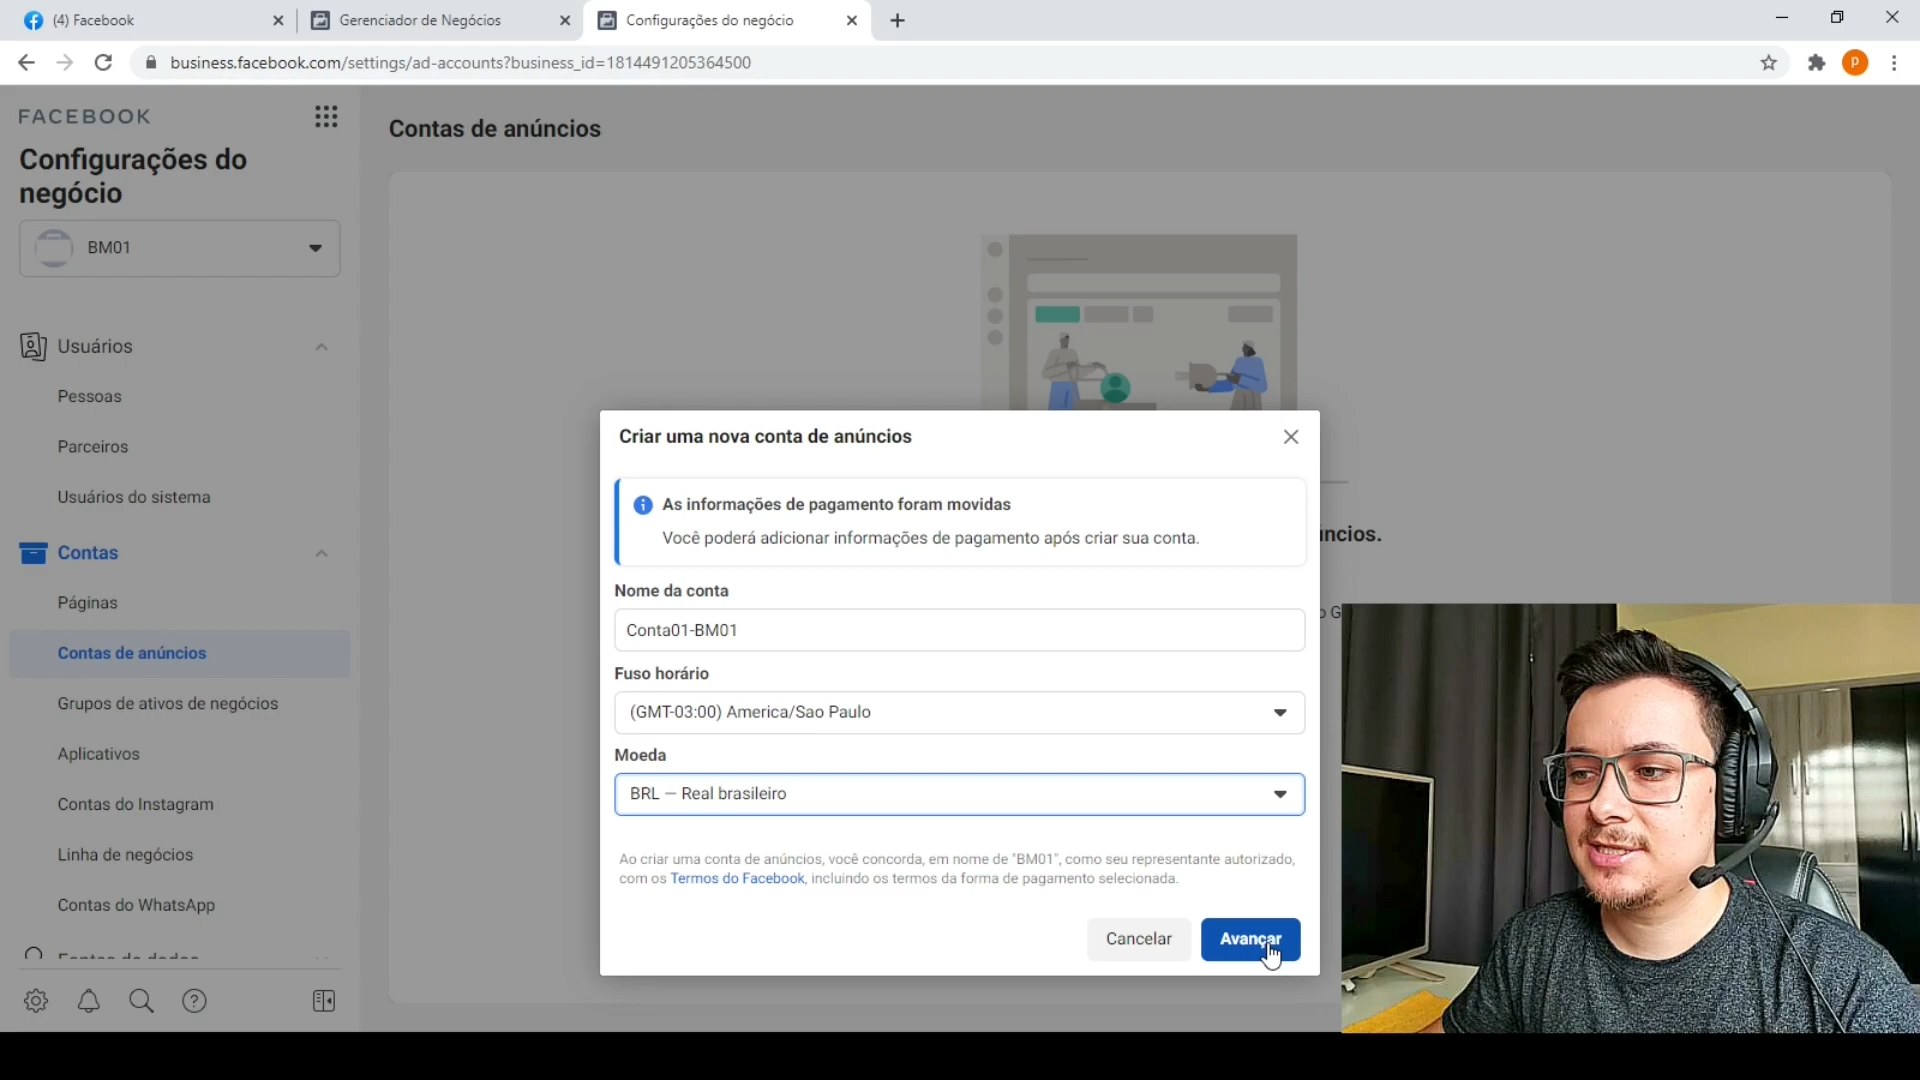 (4) Facebook
Gerenciador de Negócios
Configurações do negócio
business.facebook.com/settings/ad-accounts?business_id=1814491205364500
P
FACEBOOK
Configurações do
negócio
BM01
Usuários
Pessoas
Parceiros
Usuários do sistema
Contas
Páginas
Contas de anúncios
Grupos de ativos de negócios
Aplicativos
Contas do Instagram
Linha de negócios
Contas do WhatsApp
Fontes de dados
Contas de anúncios
Criar uma nova conta de anúncios
As informações de pagamento foram movidas
Você poderá adicionar informações de pagamento após criar sua conta.
Nome da conta
Conta01-BM01
Fuso horário
(GMT-03:00) America/Sao Paulo
Moeda
BRL — Real brasileiro
Ao criar uma conta de anúncios, você concorda, em nome de "BM01", como seu representante autorizado,
com os Termos do Facebook, incluindo os termos da forma de pagamento selecionada.
Cancelar
Avançar